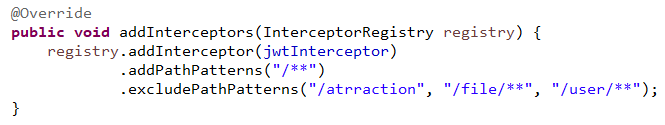 @Override
public void addInterceptors(InterceptorRegistry registry) {
    registry.addInterceptor(jwtInterceptor)
            .addPathPatterns("/**")
            .excludePathPatterns("/atrraction", "/file/**", "/user/**");
}